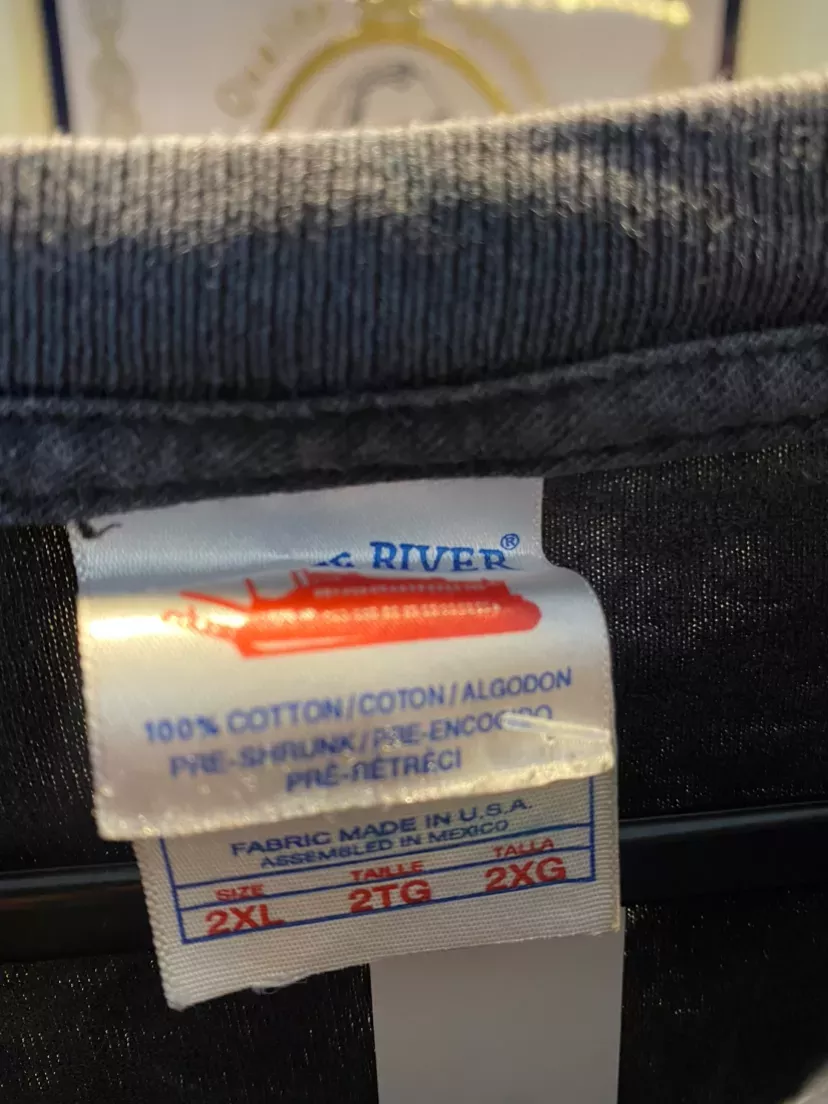 RIVER®
100% COTTON/COTON/ALGODON
PRE-SHRUNK/PRE-ENCOGIDO
PRÉ-RÉTRÉCI
FABRIC MADE IN U.S.A.
ASSEMBLED IN MEXICO
SIZE TAILLE TALLA
2XL 2TG 2XG